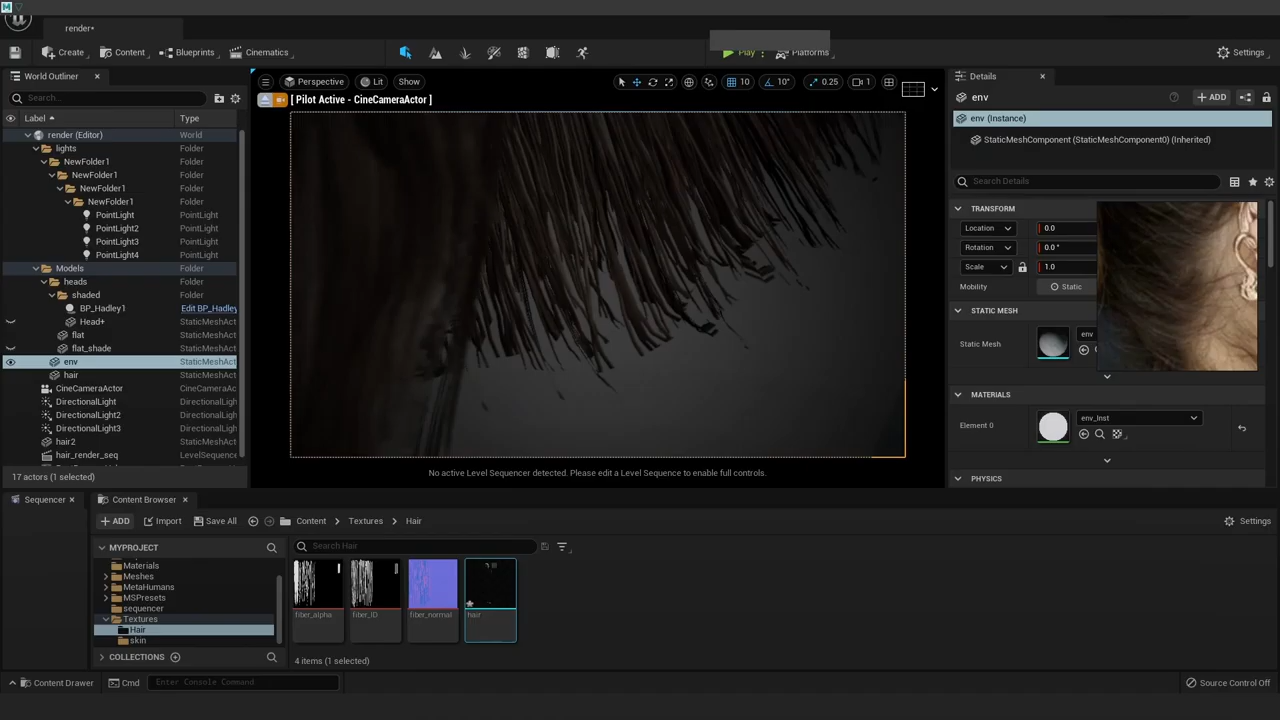 render*
Create
Content
Blueprints
Cinematics
Play
Platforms
Settings
World Outliner
Search...
Label
Type
render (Editor)
World
lights
Folder
NewFolder1
Folder
NewFolder1
Folder
NewFolder1
Folder
NewFolder1
Folder
PointLight
PointLight
PointLight2
PointLight
PointLight3
PointLight
PointLight4
PointLight
Models
Folder
heads
Folder
shaded
Folder
BP_Hadley1
Edit BP_Hadley
Head+
StaticMeshAct
flat
StaticMeshAct
flat_shade
StaticMeshAct
env
StaticMeshAct
hair
StaticMeshAct
CineCameraActor
CineCameraAc
DirectionalLight
DirectionalLigh
DirectionalLight2
DirectionalLigh
DirectionalLight3
DirectionalLigh
hair2
StaticMeshAct
hair_render_seq
LevelSequence
17 actors (1 selected)
Perspective
Lit
Show
10
10°
0.25
1
[ Pilot Active - CineCameraActor ]
No active Level Sequencer detected. Please edit a Level Sequence to enable full controls.
Details
env
ADD
env (Instance)
StaticMeshComponent (StaticMeshComponent0) (Inherited)
Search Details
TRANSFORM
Location
0.0
Rotation
0.0 °
Scale
1.0
Mobility
Static
STATIC MESH
Static Mesh
env
MATERIALS
Element 0
env_Inst
PHYSICS
Sequencer
Content Browser
ADD
Import
Save All
Content
Textures
Hair
Settings
MYPROJECT
Materials
Meshes
MetaHumans
MSPresets
sequencer
Textures
Hair
skin
COLLECTIONS
Search Hair
fiber_alpha
fiber_ID
fiber_normal
hair
4 items (1 selected)
Content Drawer
Cmd
Enter Console Command
Source Control Off